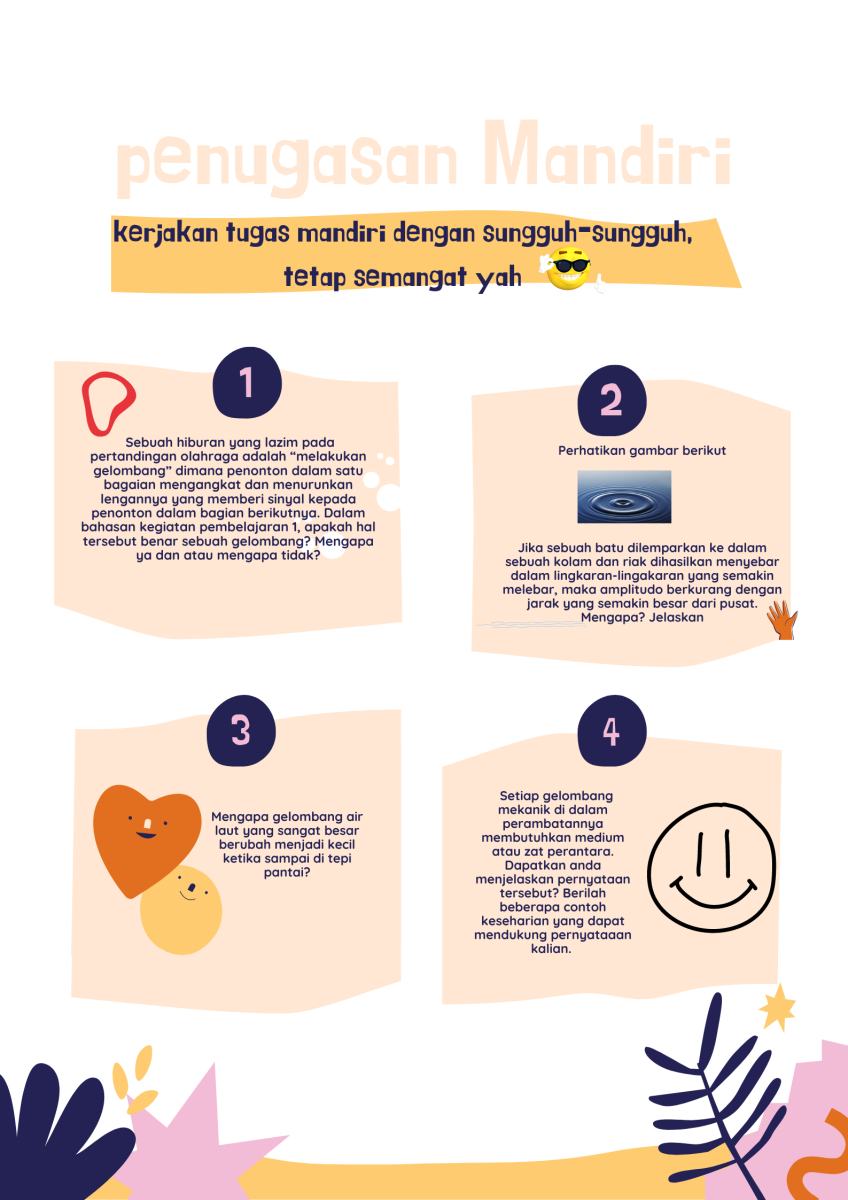 penugasan Mandiri
kerjakan tugas mandiri dengan sungguh-sungguh,
tetap semangat yah
1
Sebuah hiburan yang lazim pada
pertandingan olahraga adalah “melakukan
gelombang” dimana penonton dalam satu
bagaian mengangkat dan menurunkan
lengannya yang memberi sinyal kepada
penonton dalam bagian berikutnya. Dalam
bahasan kegiatan pembelajaran 1, apakah hal
tersebut benar sebuah gelombang? Mengapa
ya dan atau mengapa tidak?
2
Perhatikan gambar berikut
Jika sebuah batu dilemparkan ke dalam
sebuah kolam dan riak dihasilkan menyebar
dalam lingkaran-lingakaran yang semakin
melebar, maka amplitudo berkurang dengan
jarak yang semakin besar dari pusat.
Mengapa? Jelaskan
3
Mengapa gelombang air
laut yang sangat besar
berubah menjadi kecil
ketika sampai di tepi
pantai?
4
Setiap gelombang
mekanik di dalam
perambatannya
membutuhkan medium
atau zat perantara.
Dapatkan anda
menjelaskan pernyataan
tersebut? Berilah
beberapa contoh
keseharian yang dapat
mendukung pernyataaan
kalian.